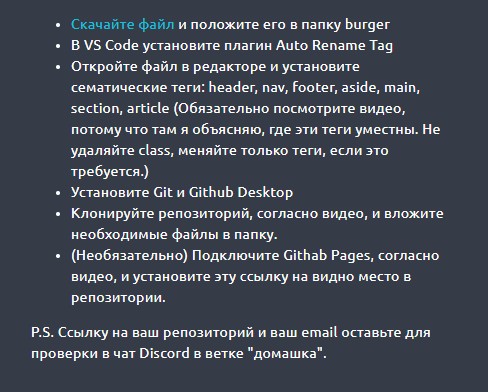 • Скачайте файл и положите его в папку burger
• В VS Code установите плагин Auto Rename Tag
• Откройте файл в редакторе и установите
сематические теги: header, nav, footer, aside, main,
section, article (Обязательно посмотрите видео,
потому что там я объясняю, где эти теги уместны. Не
удаляйте class, меняйте только теги, если это
требуется.)
• Установите Git и Github Desktop
• Клонируйте репозиторий, согласно видео, и вложите
необходимые файлы в папку.
• (Необязательно) Подключите Githab Pages, согласно
видео, и установите эту ссылку на видно место в
репозитории.
P.S. Ссылку на ваш репозиторий и ваш email оставьте для
проверки в чат Discord в ветке "домашка".